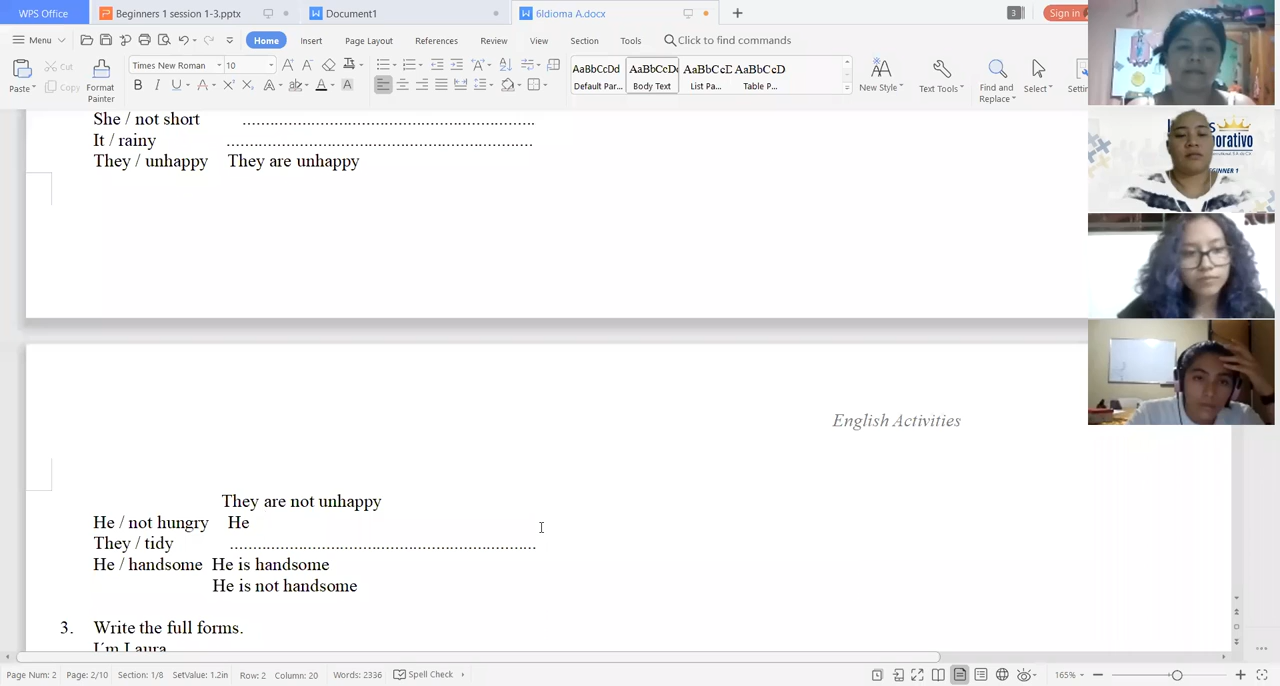 WPS Office
Beginners 1 session 1-3.pptx
Document1
6Idioma A.docx
3
Sign in
Menu
Home
Insert
Page Layout
References
Review
View
Section
Tools
Click to find commands
Paste
Cut
Copy
Format Painter
Times New Roman
10
AaBbCcDd
Default Par...
AaBbCcDd
Body Text
AaBbCcD
List Pa...
AaBbCcD
Table P...
New Style
Text Tools
Find and Replace
Select
She / not short ..........................................................
It / rainy .............................................................
They / unhappy They are unhappy
English Activities
They are not unhappy
He / not hungry He
They / tidy .............................................................
He / handsome He is handsome
He is not handsome
3. Write the full forms.
I´m Laura
Page Num: 2
Page: 2/10
Section: 1/8
SetValue: 1.2in
Row: 2
Column: 20
Words: 2336
Spell Check
165%